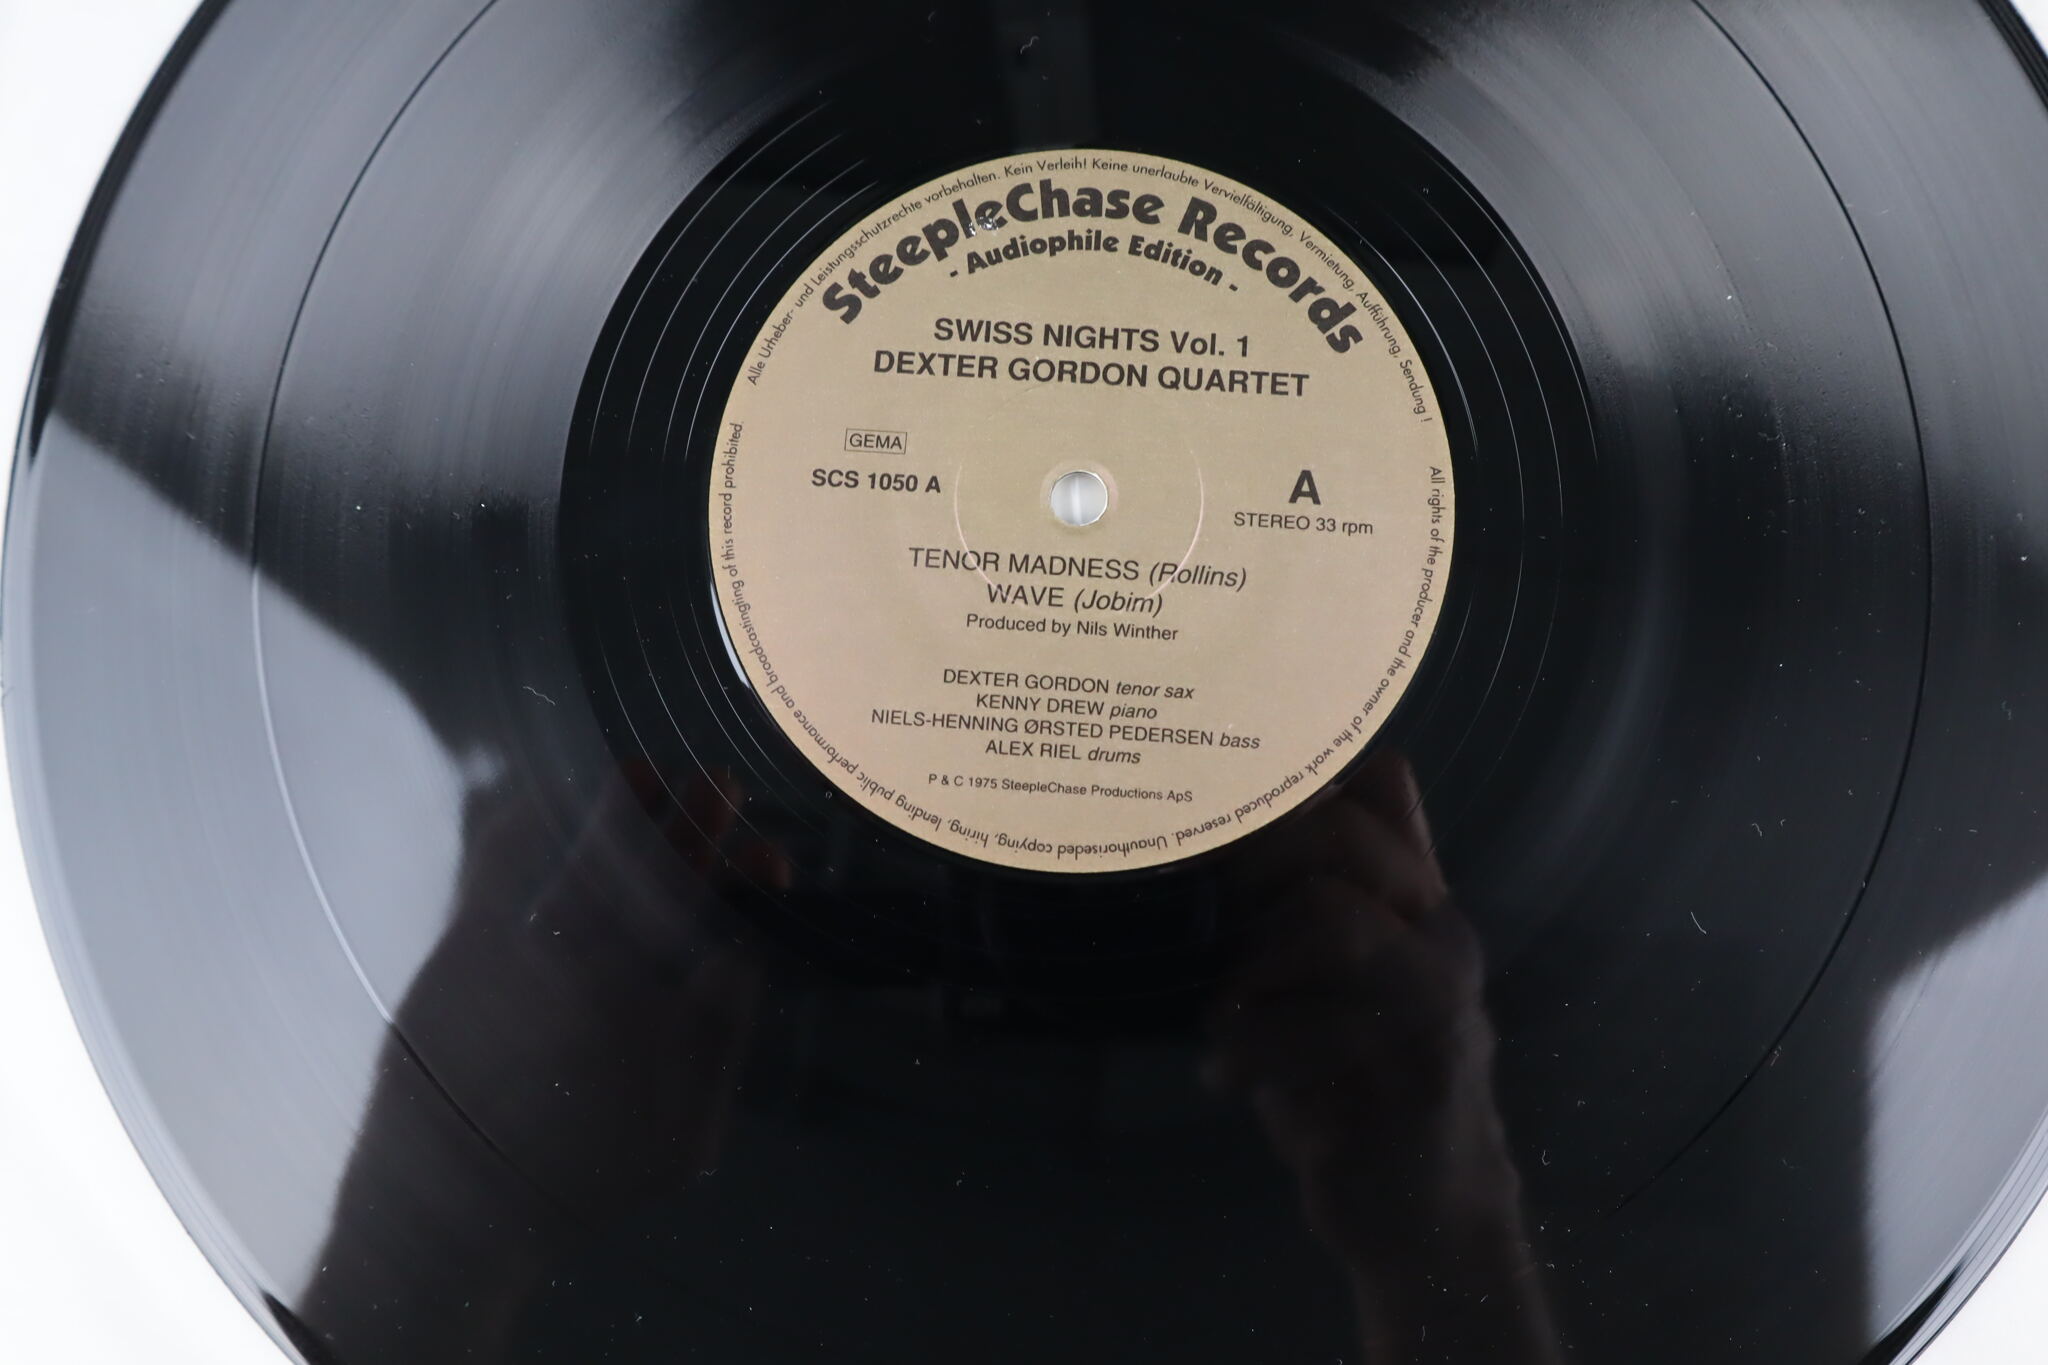 Alle Urheber- und Leistungsschutzrechte vorbehalten. Kein Verleih! Keine unerlaubte Vervielfältigung, Vermietung, Aufführung, Sendung!
SteepleChase Records
- Audiophile Edition -
SWISS NIGHTS Vol. 1
DEXTER GORDON QUARTET
GEMA
SCS 1050 A
A
STEREO 33 rpm
TENOR MADNESS (Rollins)
WAVE (Jobim)
Produced by Nils Winther
DEXTER GORDON tenor sax
KENNY DREW piano
NIELS-HENNING ØRSTED PEDERSEN bass
ALEX RIEL drums
P & C 1975 SteepleChase Productions ApS
All rights of the producer and the owner of the work reproduced reserved. Unauthoriseded copying, hiring, lending public performance and broadcastighng of this record prohibited.